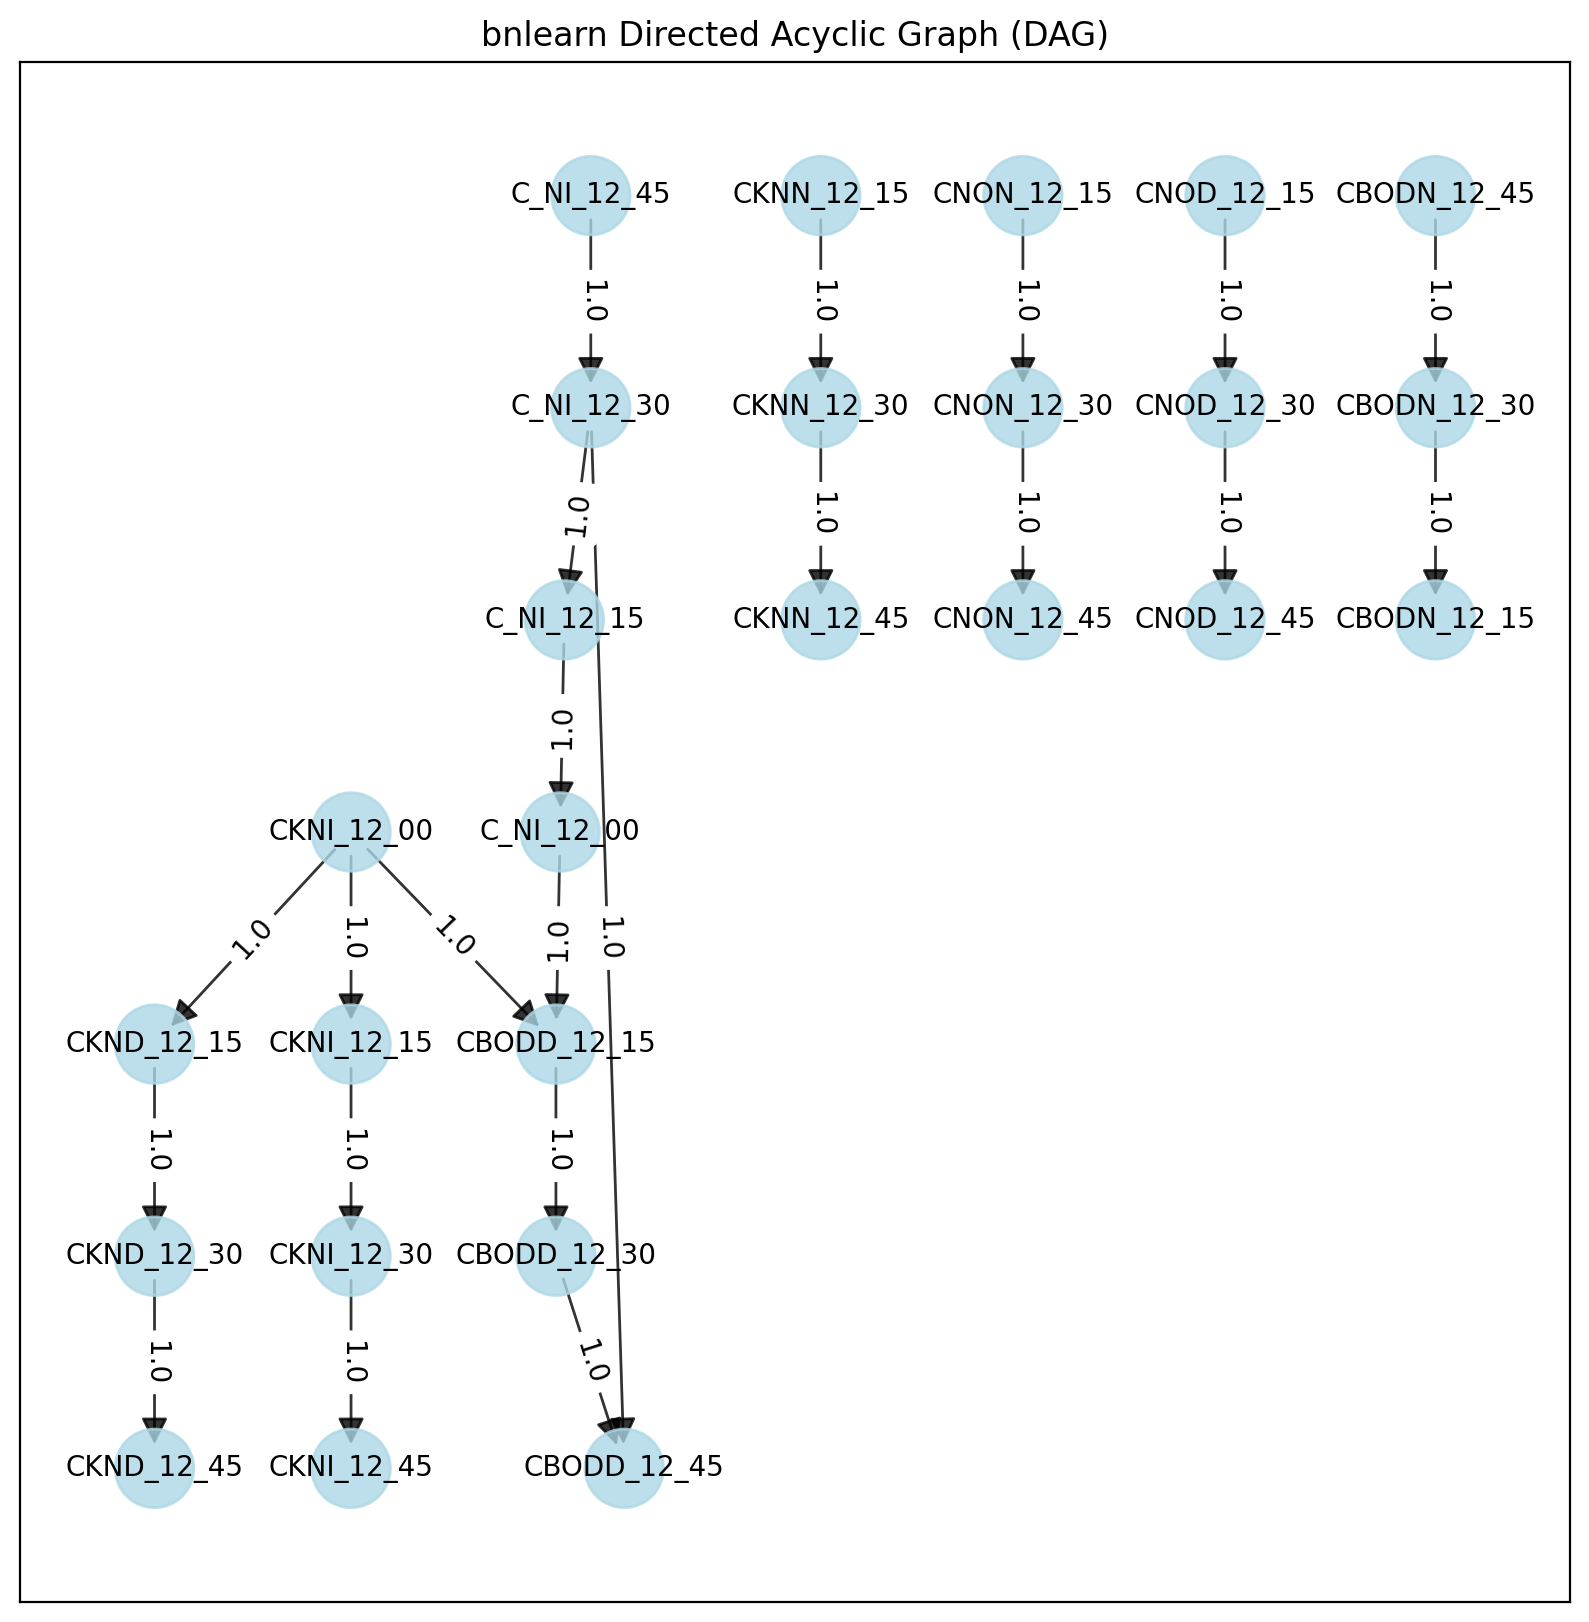 bnlearn Directed Acyclic Graph (DAG)
C_NI_12_45
CKNN_12_15
CNON_12_15
CNOD_12_15
CBODN_12_45
1.0
1.0
1.0
1.0
1.0
C_NI_12_30
CKNN_12_30
CNON_12_30
CNOD_12_30
CBODN_12_30
1.0
1.0
1.0
1.0
1.0
C_NI_12_15
CKNN_12_45
CNON_12_45
CNOD_12_45
CBODN_12_15
1.0
CKNI_12_00
C_NI_12_00
1.0
1.0
1.0
1.0
1.0
CKND_12_15
CKNI_12_15
CBODD_12_15
1.0
1.0
1.0
CKND_12_30
CKNI_12_30
CBODD_12_30
1.0
1.0
1.0
CKND_12_45
CKNI_12_45
CBODD_12_45